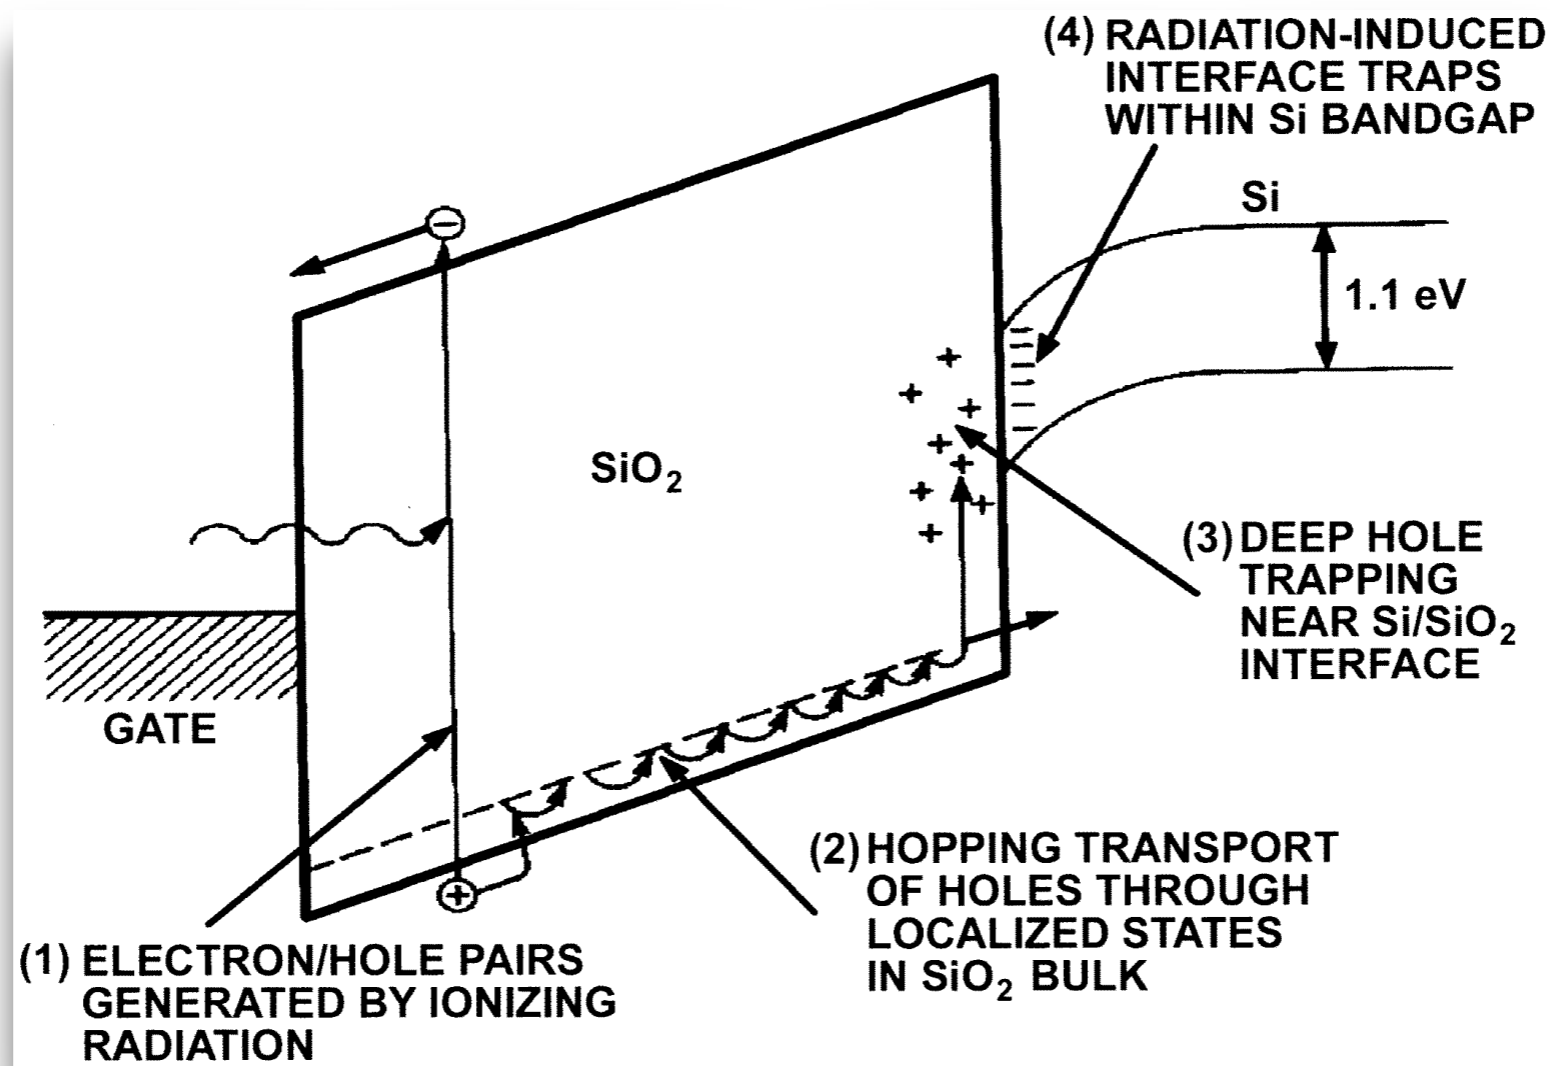 (4) RADIATION-INDUCED
INTERFACE TRAPS
WITHIN Si BANDGAP
Si
1.1 eV
SiO₂
(3) DEEP HOLE
TRAPPING
NEAR Si/SiO₂
INTERFACE
GATE
(2) HOPPING TRANSPORT
OF HOLES THROUGH
LOCALIZED STATES
IN SiO₂ BULK
(1) ELECTRON/HOLE PAIRS
GENERATED BY IONIZING
RADIATION